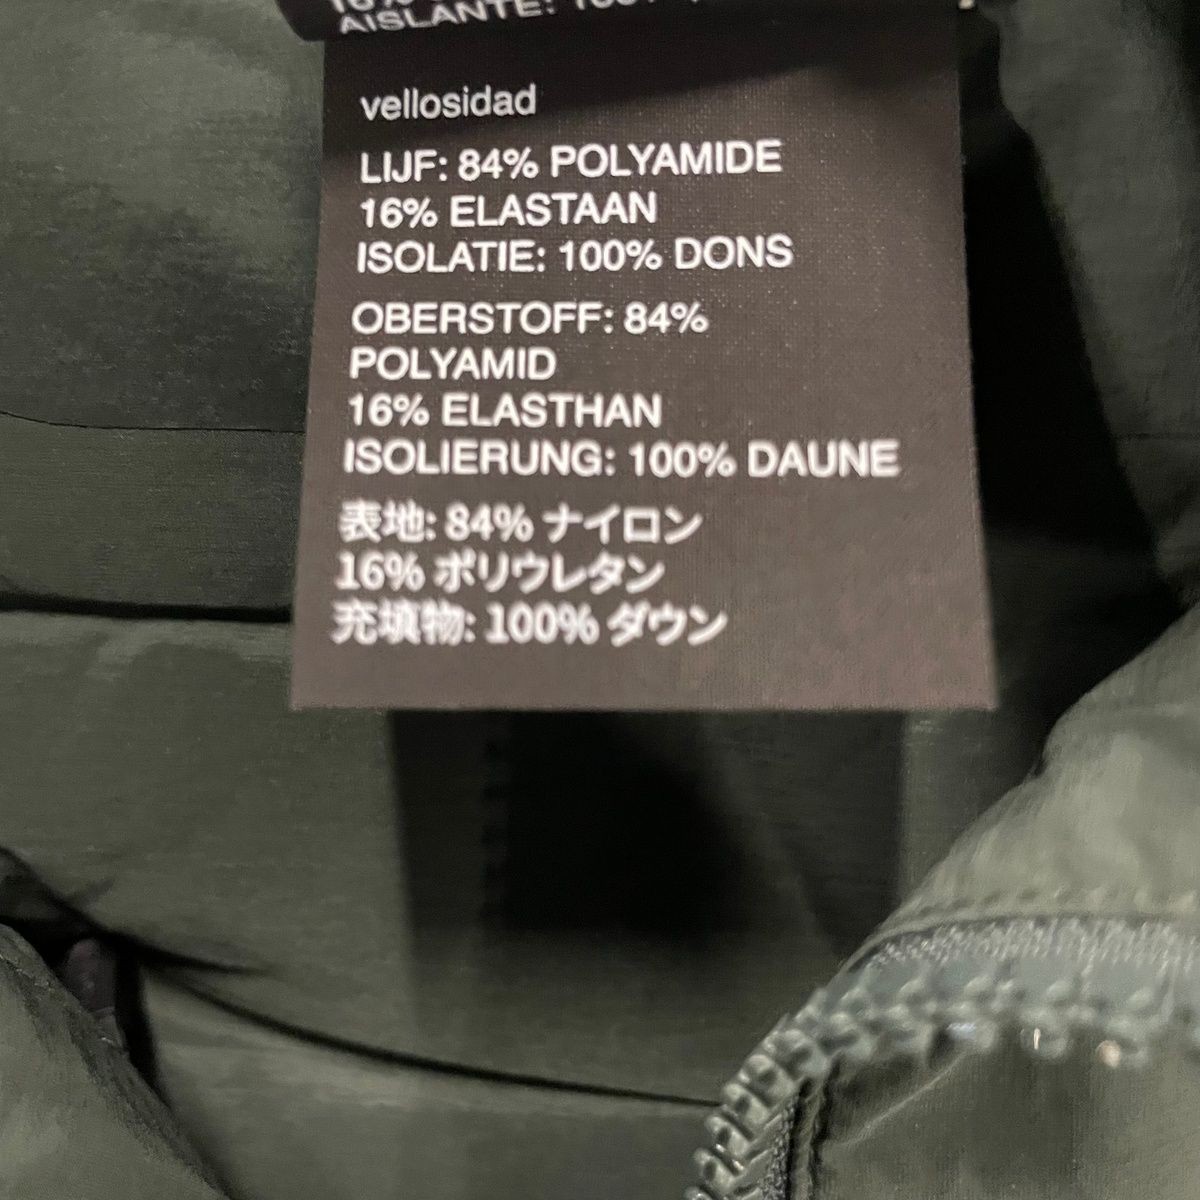 AISLANTE: 100%
vellosidad
LIJF: 84% POLYAMIDE
16% ELASTAAN
ISOLATIE: 100% DONS
OBERSTOFF: 84%
POLYAMID
16% ELASTHAN
ISOLIERUNG: 100% DAUNE
表地: 84% ナイロン
16% ポリウレタン
充填物: 100% ダウン